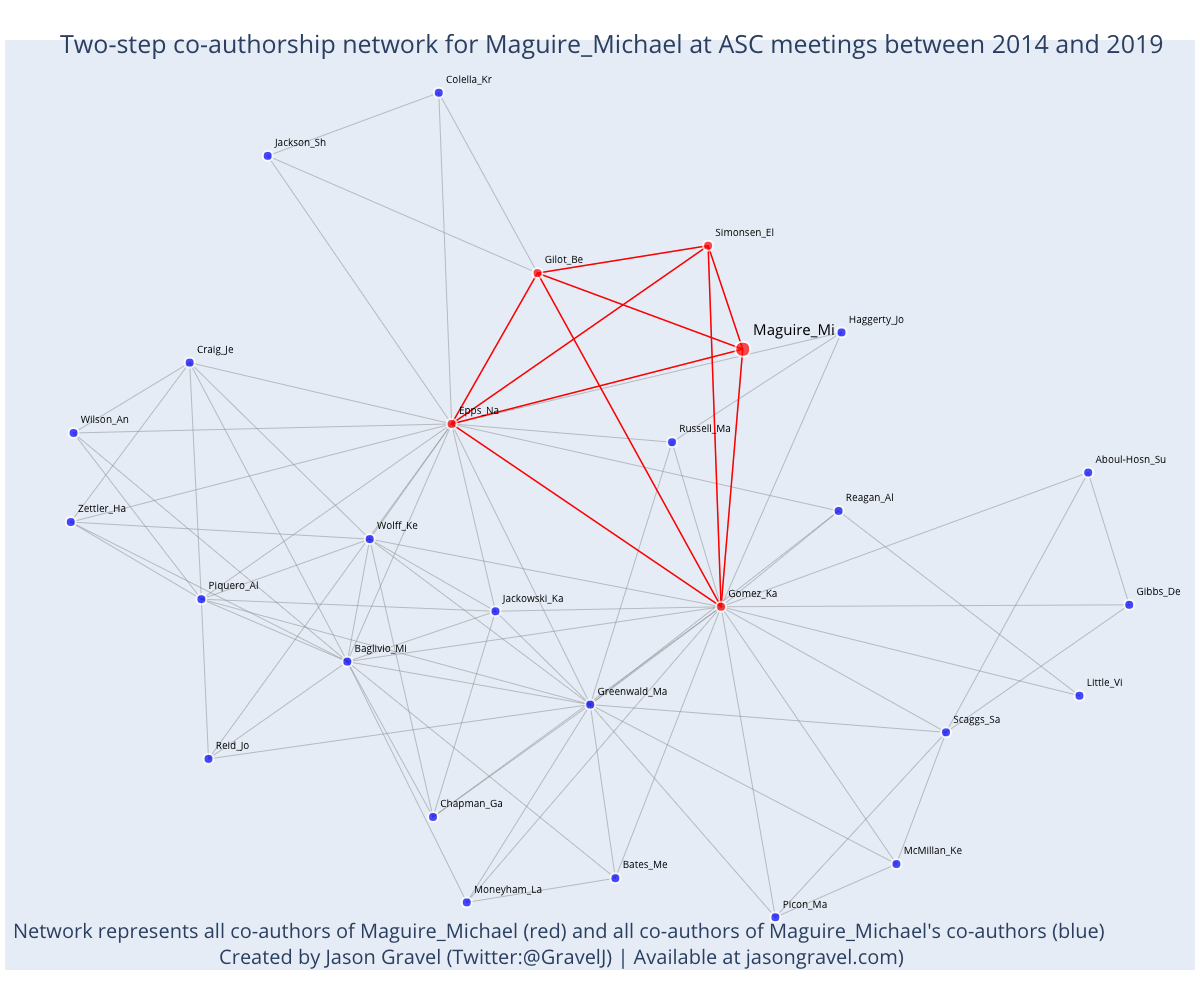 Two-step co-authorship network for Maguire_Michael at ASC meetings between 2014 and 2019
Colella_Kr
Jackson_Sh
Simonsen_El
Gilot_Be
Haggerty_Jo
Maguire_Mi
Craig_Je
Epps_Na
Wilson_An
Russell_Ma
Aboul-Hosn_Su
Reagan_Al
Zettler_Ha
Wolff_Ke
Piquero_Al
Gibbs_De
Gomez_Ka
Jackowski_Ka
Baglivio_Mi
Little_Vi
Greenwald_Ma
Scaggs_Sa
Reid_Jo
Chapman_Ga
McMillan_Ke
Bates_Me
Moneyham_La
Picon_Ma
Network represents all co-authors of Maguire_Michael (red) and all co-authors of Maguire_Michael's co-authors (blue)
Created by Jason Gravel (Twitter:@GravelJ) | Available at jasongravel.com)